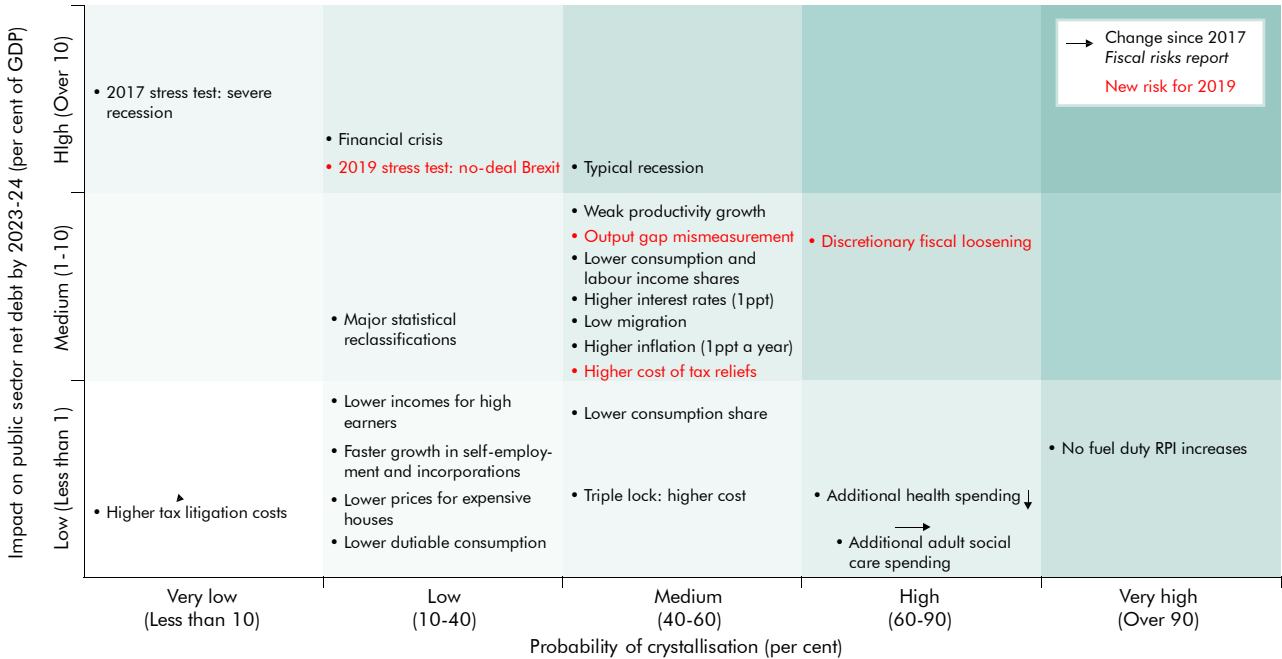 Impact on public sector net debt by 2023-24 (per cent of GDP)
HIgh (Over 10)
Medium (1-10)
Low (Less than 1)
Change since 2017
Fiscal risks report
New risk for 2019
• 2017 stress test: severe
recession
• Financial crisis
• 2019 stress test: no-deal Brexit
• Typical recession
• Weak productivity growth
• Output gap mismeasurement
• Lower consumption and
labour income shares
• Higher interest rates (1ppt)
• Low migration
• Higher inflation (1ppt a year)
• Higher cost of tax reliefs
• Discretionary fiscal loosening
• Major statistical
reclassifications
• Lower incomes for high
earners
• Faster growth in self-employ-
ment and incorporations
• Lower prices for expensive
houses
• Lower dutiable consumption
• Lower consumption share
• Triple lock: higher cost
• No fuel duty RPI increases
• Higher tax litigation costs
• Additional health spending
• Additional adult social
care spending
Very low
(Less than 10)
Low
(10-40)
Medium
(40-60)
High
(60-90)
Very high
(Over 90)
Probability of crystallisation (per cent)